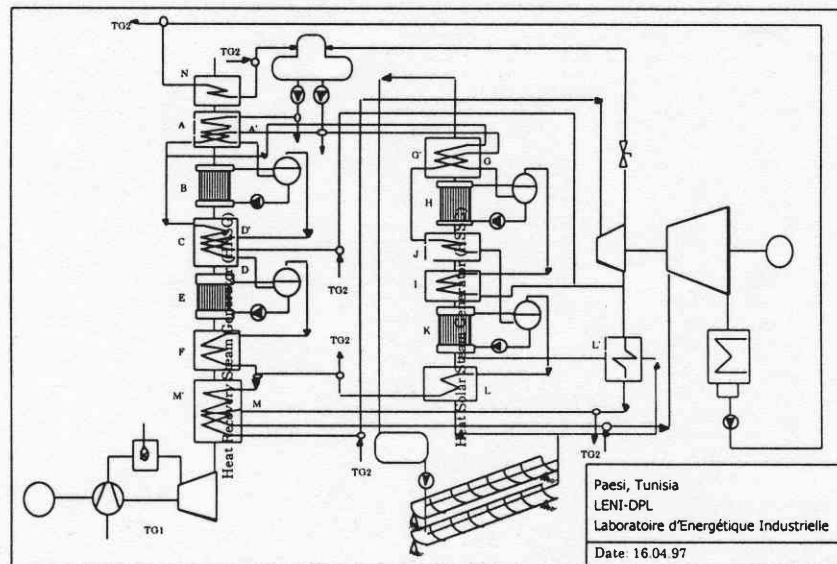 TG2
TG2
N
A
A'
B
C
D'
D
E
F
M'
M
Heat Recovery Steam Generator (HRSG)
TG2
TG2
TG2
TG2
TG1
G'
G
H
J
I
K
L
L'
Heat Solar Steam Generator (HSSG)
Paesi, Tunisia
LENI-DPL
Laboratoire d'Energétique Industrielle
Date: 16.04.97